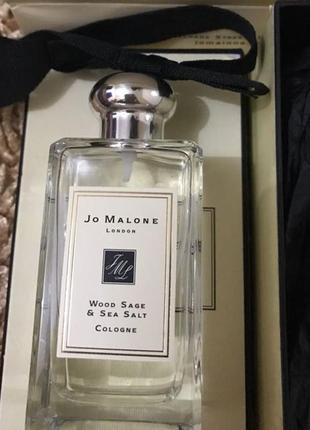 JO MALONE
LONDON
JML
WOOD SAGE
& SEA SALT
COLOGNE